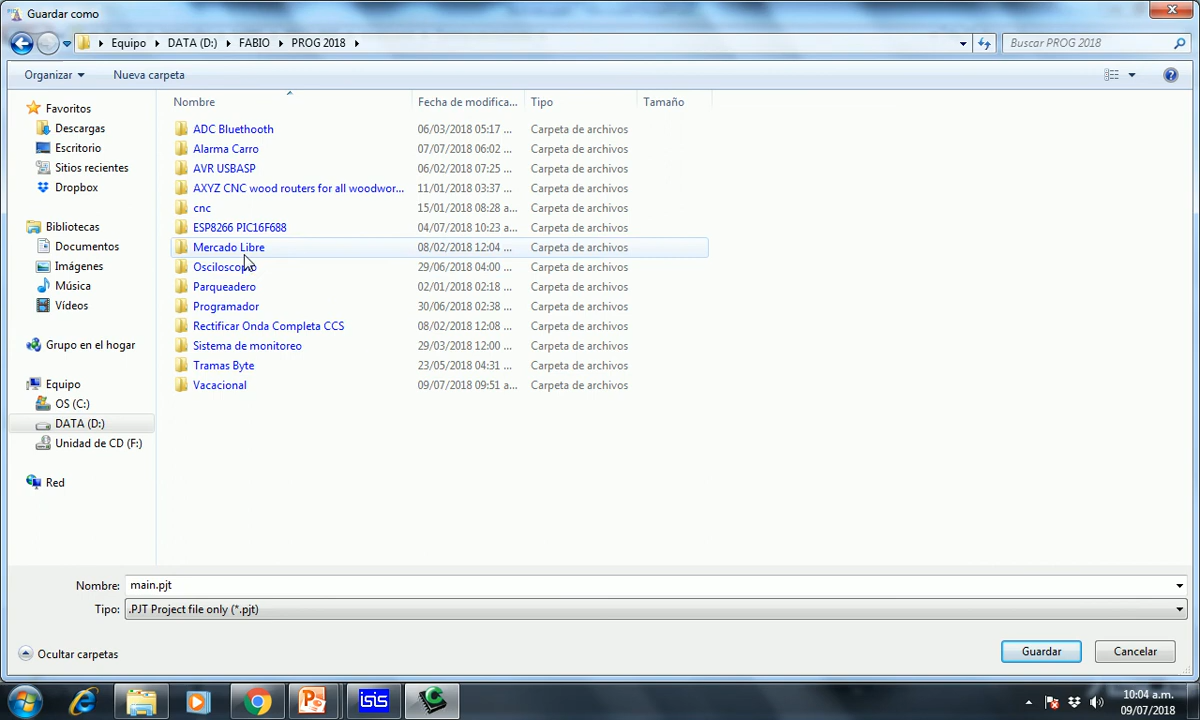 Guardar como
Equipo DATA (D:) FABIO PROG 2018
Buscar PROG 2018
Organizar Nueva carpeta
Nombre Fecha de modifica... Tipo Tamaño
Favoritos
Descargas
Escritorio
Sitios recientes
Dropbox
Bibliotecas
Documentos
Imágenes
Música
Vídeos
Grupo en el hogar
Equipo
OS (C:)
DATA (D:)
Unidad de CD (F:)
Red
ADC Bluethooth 06/03/2018 05:17 ... Carpeta de archivos
Alarma Carro 07/07/2018 06:02 ... Carpeta de archivos
AVR USBASP 06/02/2018 07:25 ... Carpeta de archivos
AXYZ CNC wood routers for all woodwor... 11/01/2018 03:37 ... Carpeta de archivos
cnc 15/01/2018 08:28 a... Carpeta de archivos
ESP8266 PIC16F688 04/07/2018 10:23 a... Carpeta de archivos
Mercado Libre 08/02/2018 12:04 ... Carpeta de archivos
Osciloscopio 29/06/2018 04:00 ... Carpeta de archivos
Parqueadero 02/01/2018 02:18 ... Carpeta de archivos
Programador 30/06/2018 02:38 ... Carpeta de archivos
Rectificar Onda Completa CCS 08/02/2018 12:08 ... Carpeta de archivos
Sistema de monitoreo 29/03/2018 12:00 ... Carpeta de archivos
Tramas Byte 23/05/2018 04:31 ... Carpeta de archivos
Vacacional 09/07/2018 09:51 a... Carpeta de archivos
Nombre: main.pjt
Tipo: .PJT Project file only (*.pjt)
Ocultar carpetas
Guardar Cancelar
isis
10:04 a.m.
09/07/2018